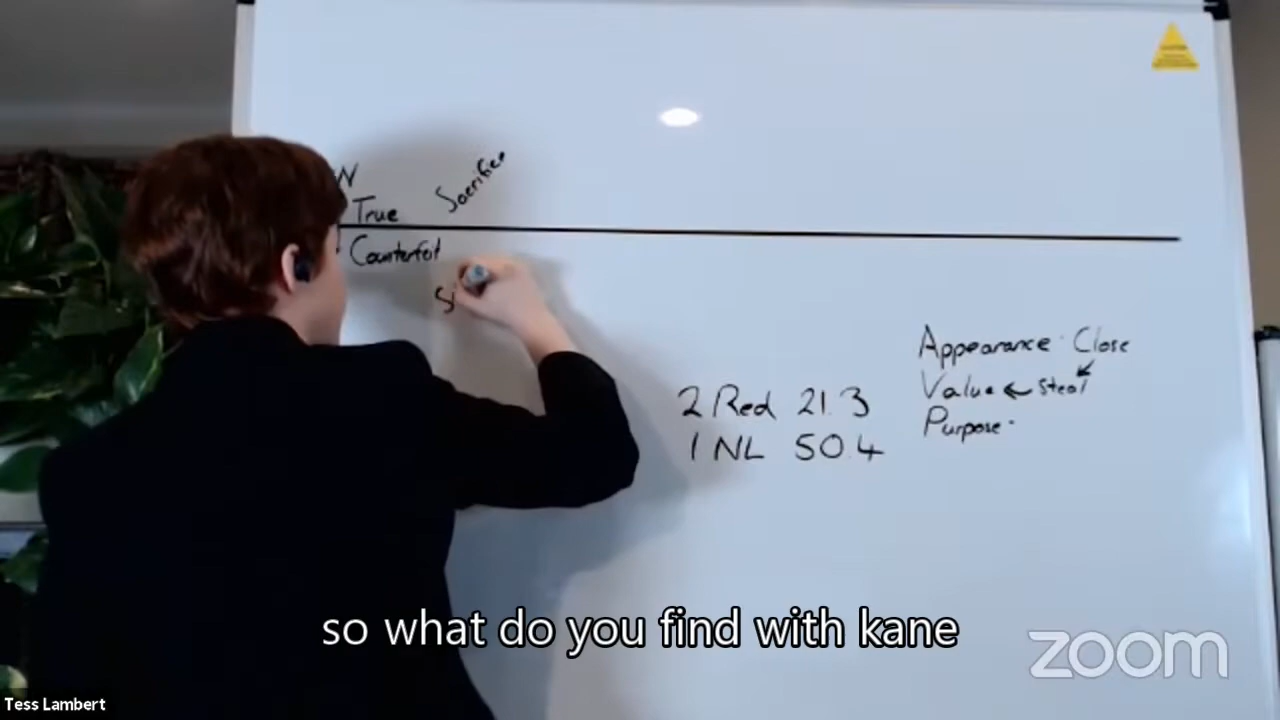 True Sacrifice
Counterfeit
Appearance Close
Value ← Steal
2 Red 21.3
Purpose
1 NL 50.4
so what do you find with kane
zoom
Tess Lambert